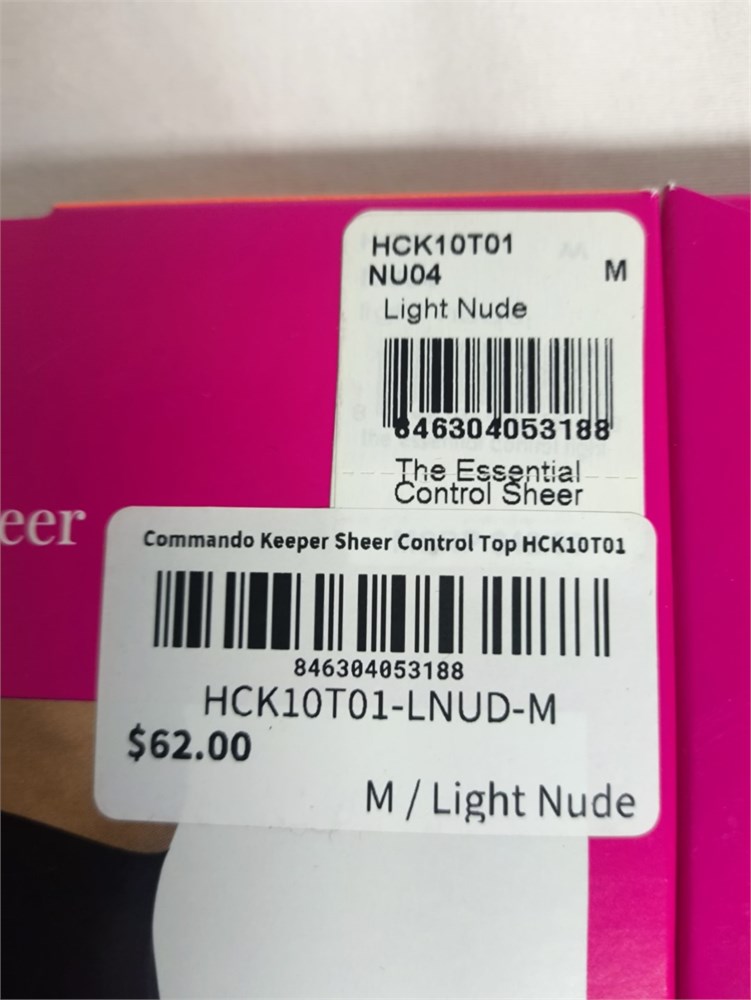 HCK10T01
NU04 M
Light Nude
846304053188
The Essential
Control Sheer
eer
Commando Keeper Sheer Control Top HCK10T01
846304053188
HCK10T01-LNUD-M
$62.00
M / Light Nude